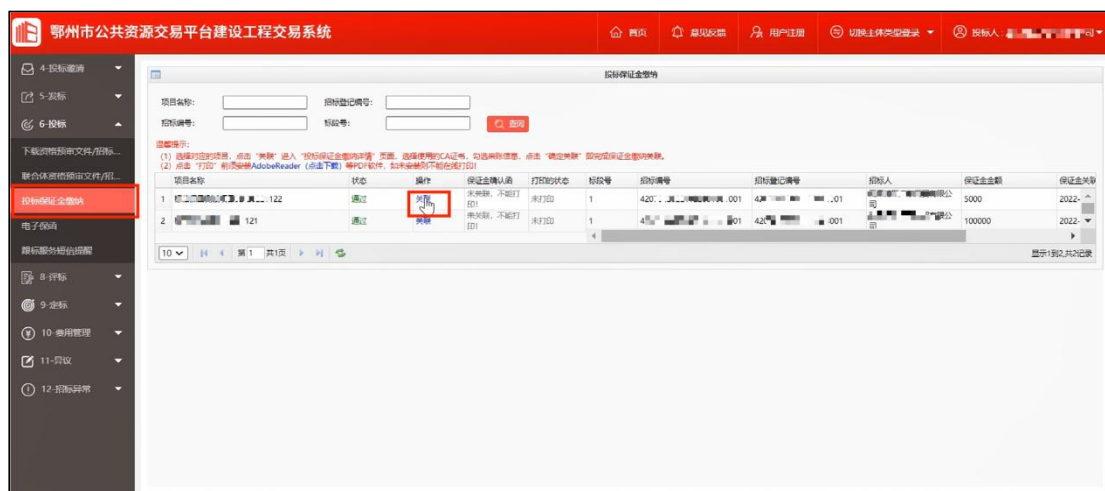 鄂州市公共资源交易平台建设工程交易系统
首页 意见反馈 用户注册 切换主体类型登录 投标人:
4-投标邀请
5-发标
6-投标
下载资格预审文件/招标...
联合体资格预审文件/招...
投标保证金缴纳
电子保函
跟标服务短信提醒
8-评标
9-定标
10-费用管理
11-异议
12-招标异常
投标保证金缴纳
项目名称: 招标登记编号:
招标编号: 标段号: 查询
温馨提示:
(1) 选择对应的项目,点击“关联”进入“投标保证金缴纳详情”页面,选择使用的CA证书,勾选来账信息,点击“确定关联”即完成保证金缴纳关联。
(2) 点击“打印”前须安装AdobeReader(点击下载)等PDF软件,如未安装则不能在线打印!
项目名称 状态 操作 保证金确认函 打印的状态 标段号 招标编号 招标登记编号 招标人 保证金金额 保证金关联
1 122 通过 关联 未关联,不能打印! 未打印 1 420 001 001 有限公司 5000 2022-
2 121 通过 关联 未关联,不能打印! 未打印 1 001 001 有限公司 100000 2022-
10 第 1 共1页 显示1到2,共2记录